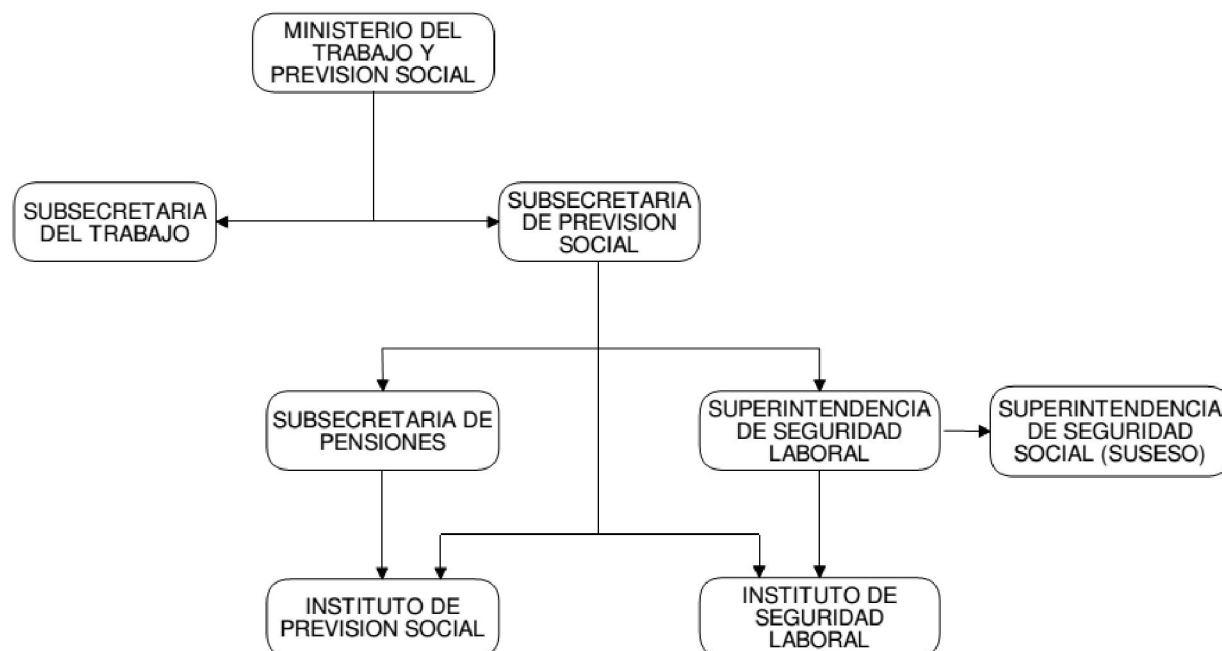 MINISTERIO DEL
TRABAJO Y
PREVISION SOCIAL
SUBSECRETARIA
DEL TRABAJO
SUBSECRETARIA
DE PREVISION
SOCIAL
SUBSECRETARIA DE
PENSIONES
SUPERINTENDENCIA
DE SEGURIDAD
LABORAL
SUPERINTENDENCIA
DE SEGURIDAD
SOCIAL (SUSESO)
INSTITUTO DE
PREVISION SOCIAL
INSTITUTO DE
SEGURIDAD
LABORAL